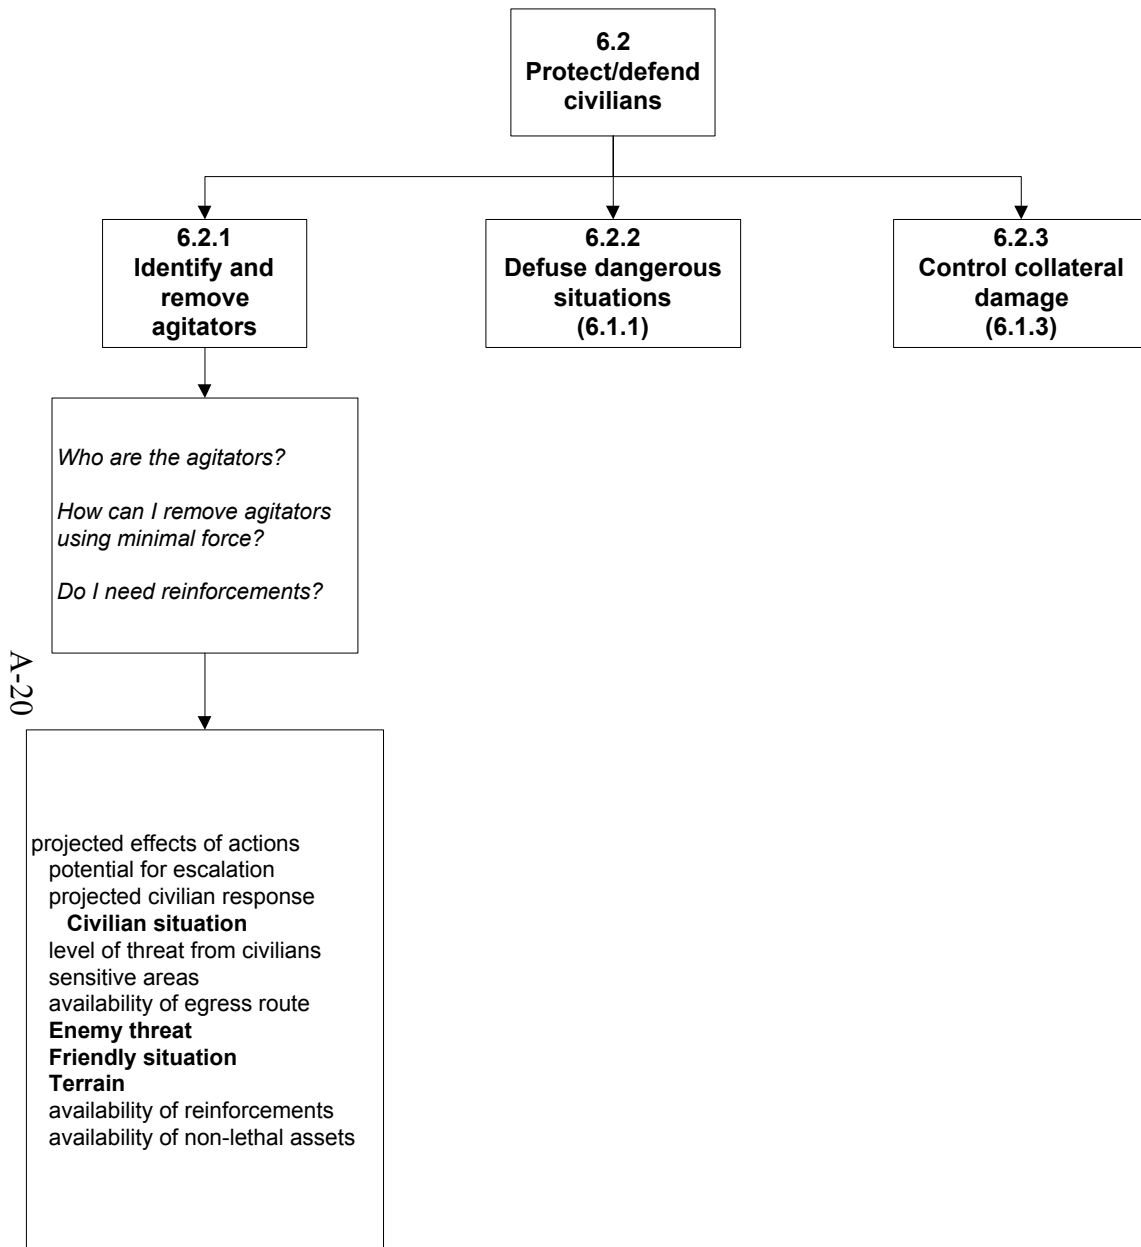 6.2
Protect/defend
civilians
6.2.1
Identify and
remove
agitators
6.2.2
Defuse dangerous
situations
(6.1.1)
6.2.3
Control collateral
damage
(6.1.3)
Who are the agitators?
How can I remove agitators
using minimal force?
Do I need reinforcements?
A-20
projected effects of actions
potential for escalation
projected civilian response
Civilian situation
level of threat from civilians
sensitive areas
availability of egress route
Enemy threat
Friendly situation
Terrain
availability of reinforcements
availability of non-lethal assets